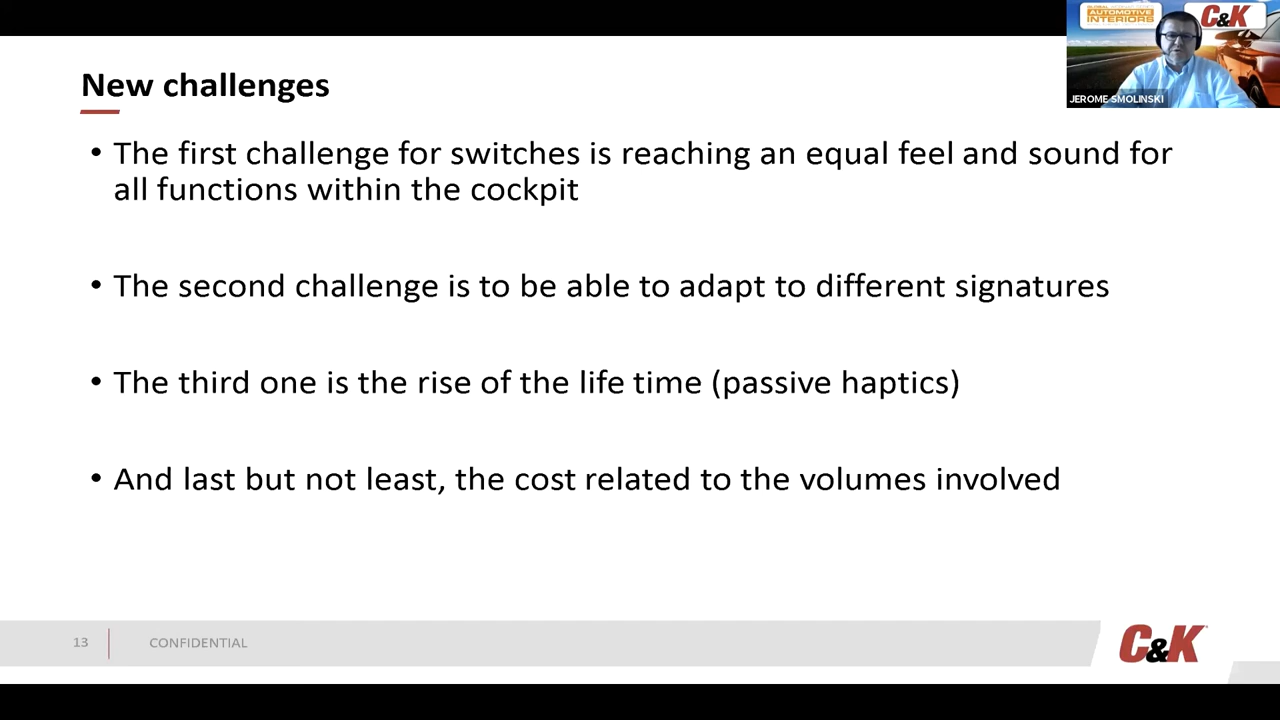 AUTOMOTIVE
INTERIORS
C&K
JEROME SMOLINSKI
New challenges
• The first challenge for switches is reaching an equal feel and sound for
all functions within the cockpit
• The second challenge is to be able to adapt to different signatures
• The third one is the rise of the life time (passive haptics)
• And last but not least, the cost related to the volumes involved
13
CONFIDENTIAL
C&K